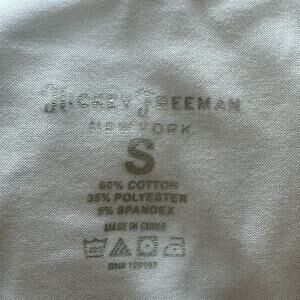 Hickey Freeman
NEW YORK
S
60% COTTON
35% POLYESTER
5% SPANDEX
MADE IN CHINA